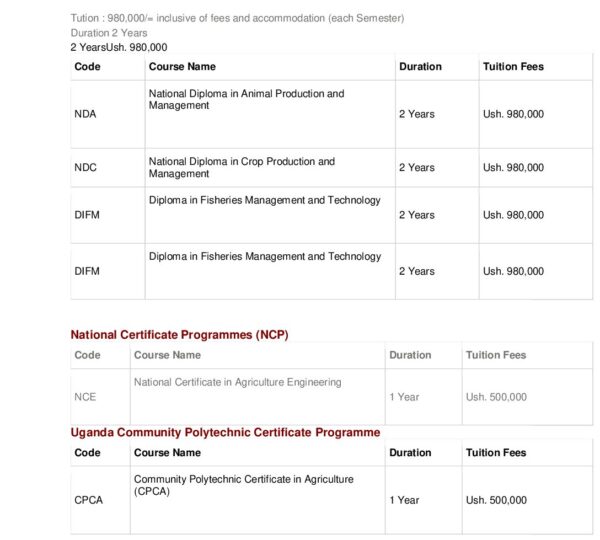 Tution : 980,000/= inclusive of fees and accommodation (each Semester)
Duration 2 Years
2 YearsUsh. 980,000
Code Course Name Duration Tuition Fees
National Diploma in Animal Production and
Management
NDA 2 Years Ush. 980,000
National Diploma in Crop Production and
Management
NDC 2 Years Ush. 980,000
Diploma in Fisheries Management and Technology
DIFM 2 Years Ush. 980,000
Diploma in Fisheries Management and Technology
DIFM 2 Years Ush. 980,000
National Certificate Programmes (NCP)
Code Course Name Duration Tuition Fees
National Certificate in Agriculture Engineering
NCE 1 Year Ush. 500,000
Uganda Community Polytechnic Certificate Programme
Code Course Name Duration Tuition Fees
Community Polytechnic Certificate in Agriculture
(CPCA)
CPCA 1 Year Ush. 500,000